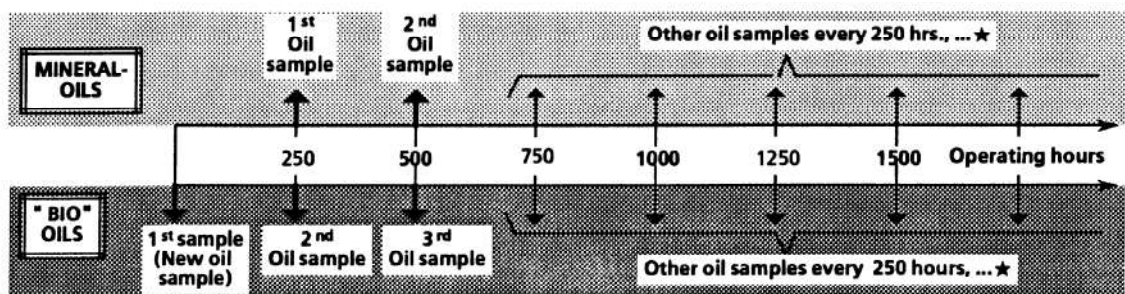 1st
Oil
sample
2nd
Oil
sample
Other oil samples every 250 hrs., ... ★
MINERAL-
OILS
250 500 750 1000 1250 1500 Operating hours
"BIO"
OILS
1st sample
(New oil
sample)
2nd
Oil sample
3rd
Oil sample
Other oil samples every 250 hours, ... ★